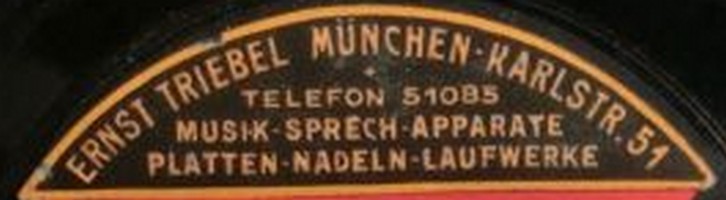 ERNST TRIEBEL MÜNCHEN-KARLSTR. 51
TELEFON 51085
MUSIK-SPRECH-APPARATE
PLATTEN-NADELN-LAUFWERKE